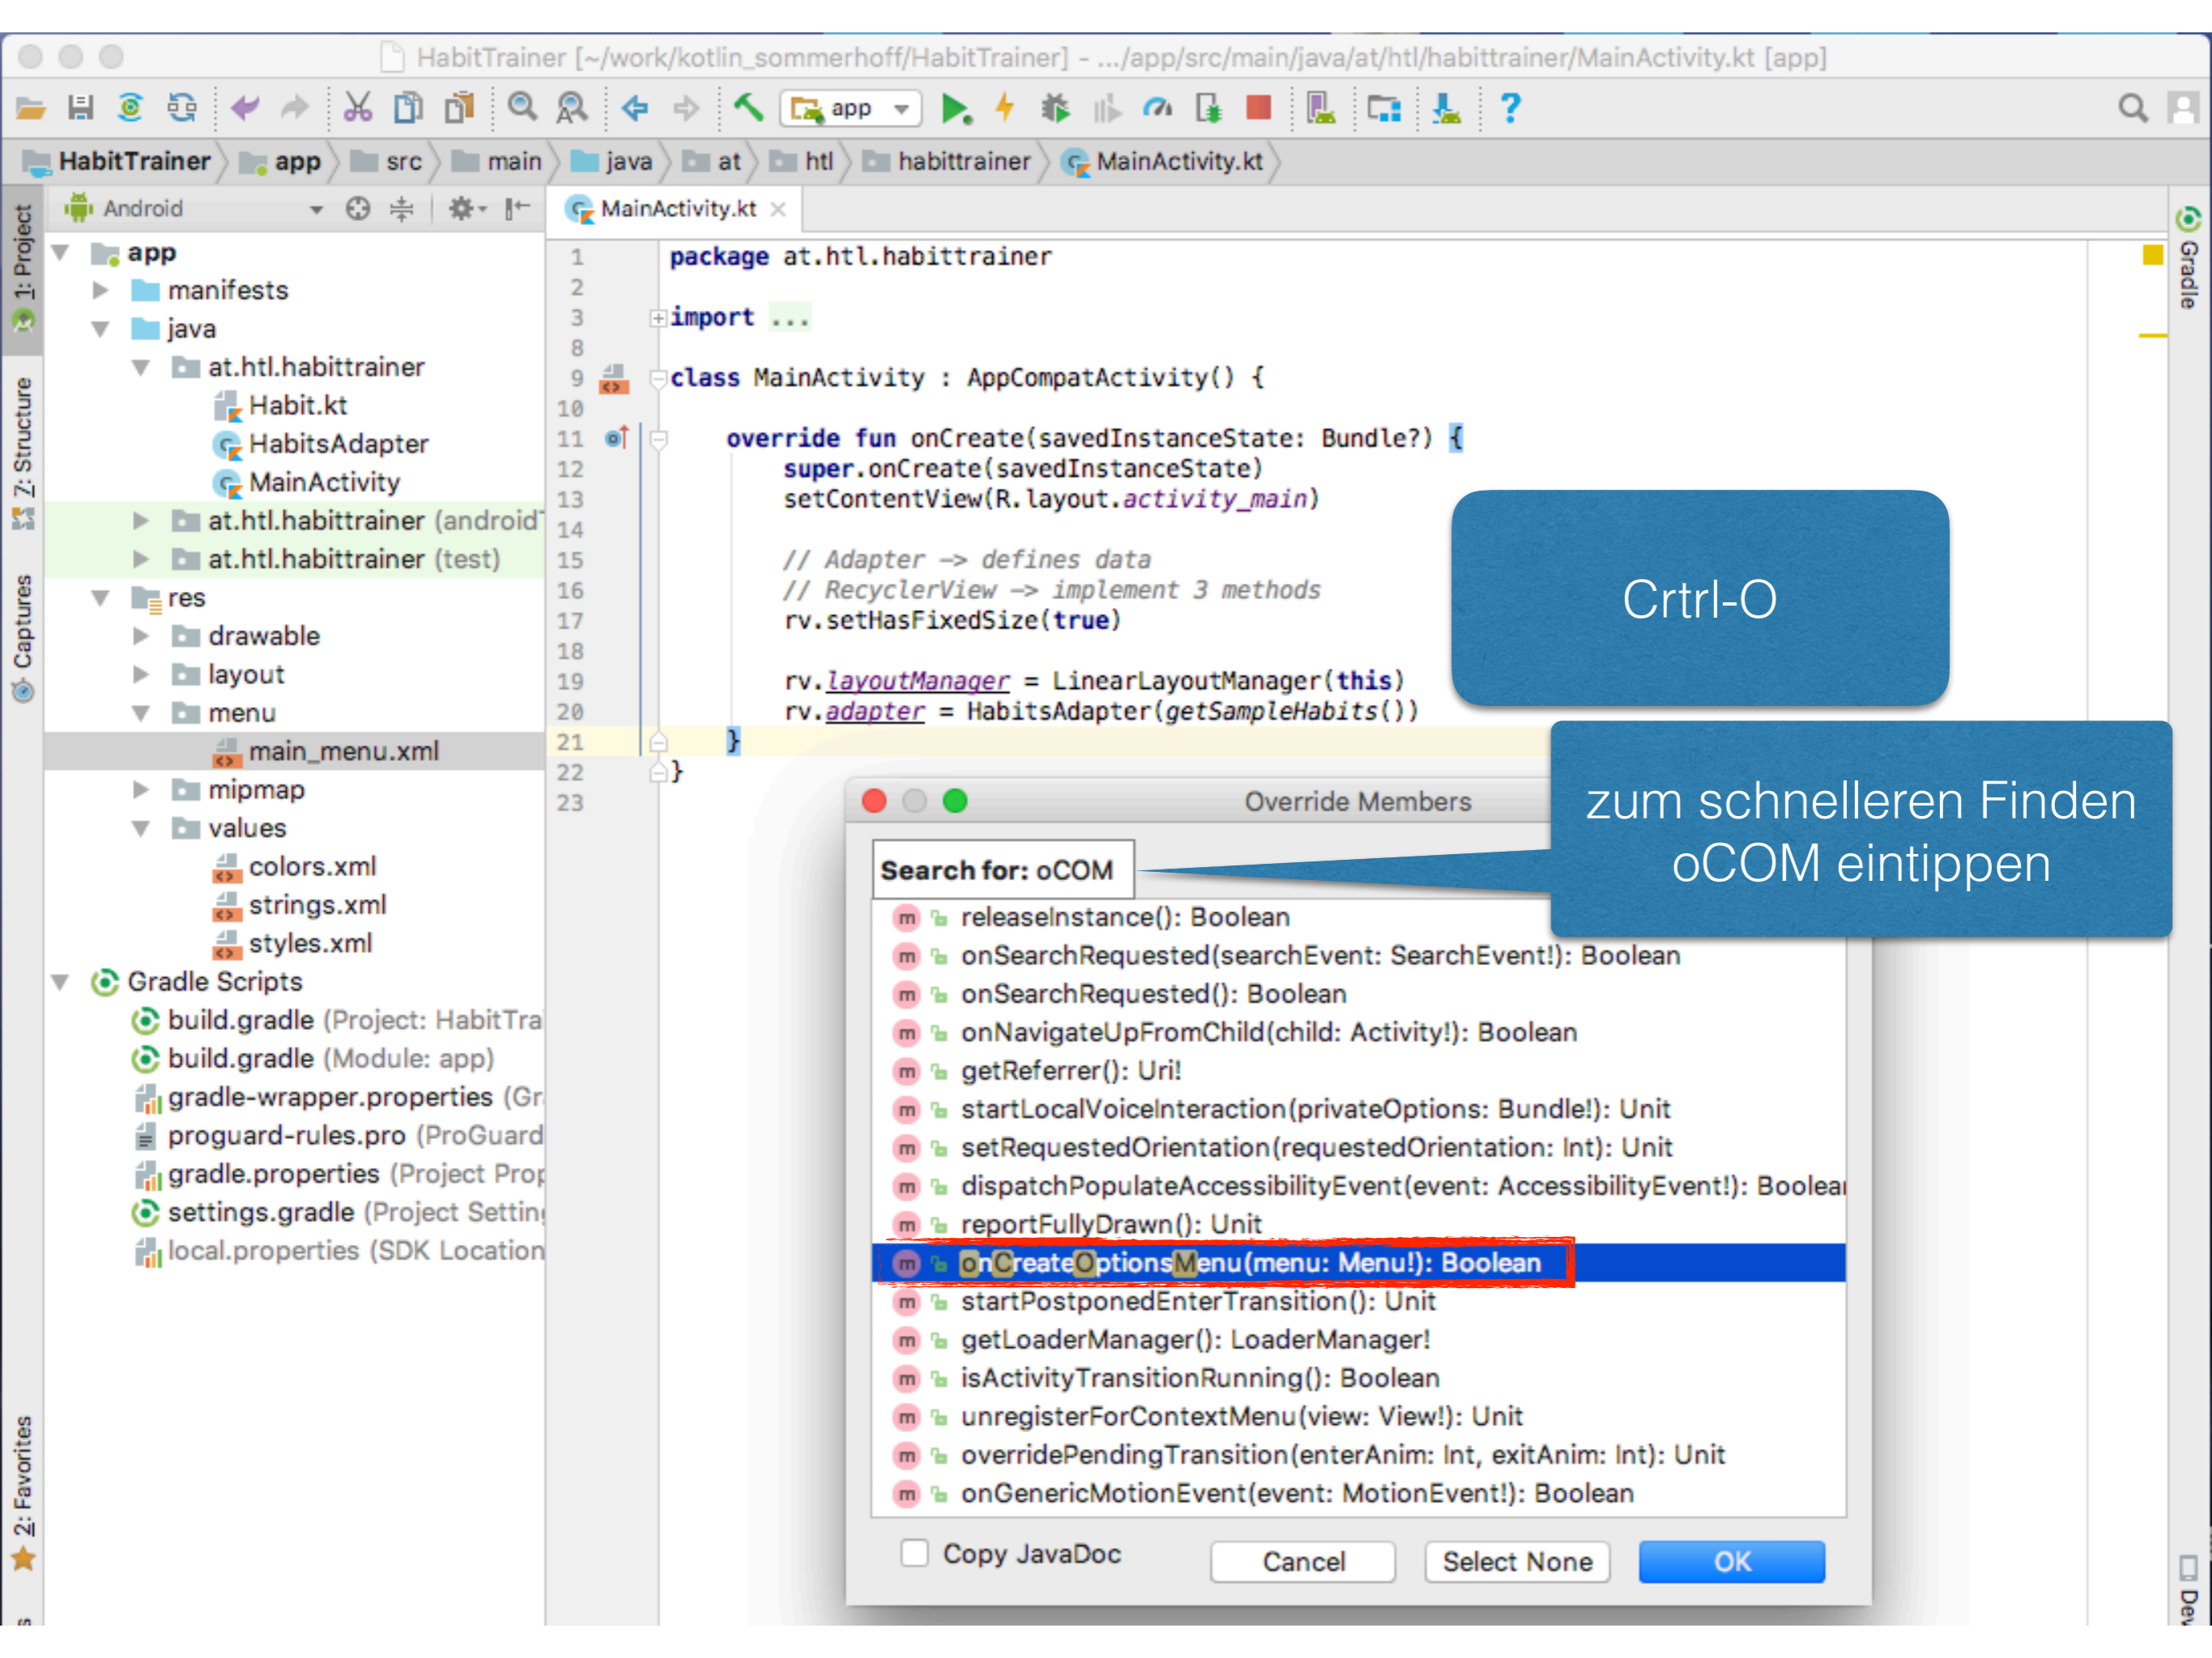 HabitTrainer [~/work/kotlin_sommerhoff/HabitTrainer] - .../app/src/main/java/at/htl/habittrainer/MainActivity.kt [app]
app
HabitTrainer app src main java at htl habittrainer MainActivity.kt
1: Project
Z: Structure
Captures
2: Favorites
Android
app
manifests
java
at.htl.habittrainer
Habit.kt
HabitsAdapter
MainActivity
at.htl.habittrainer (android
at.htl.habittrainer (test)
res
drawable
layout
menu
main_menu.xml
mipmap
values
colors.xml
strings.xml
styles.xml
Gradle Scripts
build.gradle (Project: HabitTra
build.gradle (Module: app)
gradle-wrapper.properties (Gr
proguard-rules.pro (ProGuard
gradle.properties (Project Prop
settings.gradle (Project Setting
local.properties (SDK Location
MainActivity.kt
1 package at.htl.habittrainer
2
3 import ...
8
9 class MainActivity : AppCompatActivity() {
10
11 override fun onCreate(savedInstanceState: Bundle?) {
12 super.onCreate(savedInstanceState)
13 setContentView(R.layout.activity_main)
14
15 // Adapter -> defines data
16 // RecyclerView -> implement 3 methods
17 rv.setHasFixedSize(true)
18
19 rv.layoutManager = LinearLayoutManager(this)
20 rv.adapter = HabitsAdapter(getSampleHabits())
21 }
22 }
23
Crtrl-O
zum schnelleren Finden
oCOM eintippen
Override Members
Search for: oCOM
releaseInstance(): Boolean
onSearchRequested(searchEvent: SearchEvent!): Boolean
onSearchRequested(): Boolean
onNavigateUpFromChild(child: Activity!): Boolean
getReferrer(): Uri!
startLocalVoiceInteraction(privateOptions: Bundle!): Unit
setRequestedOrientation(requestedOrientation: Int): Unit
dispatchPopulateAccessibilityEvent(event: AccessibilityEvent!): Boolea
reportFullyDrawn(): Unit
onCreateOptionsMenu(menu: Menu!): Boolean
startPostponedEnterTransition(): Unit
getLoaderManager(): LoaderManager!
isActivityTransitionRunning(): Boolean
unregisterForContextMenu(view: View!): Unit
overridePendingTransition(enterAnim: Int, exitAnim: Int): Unit
onGenericMotionEvent(event: MotionEvent!): Boolean
Copy JavaDoc
Cancel
Select None
OK
Gradle
Dev